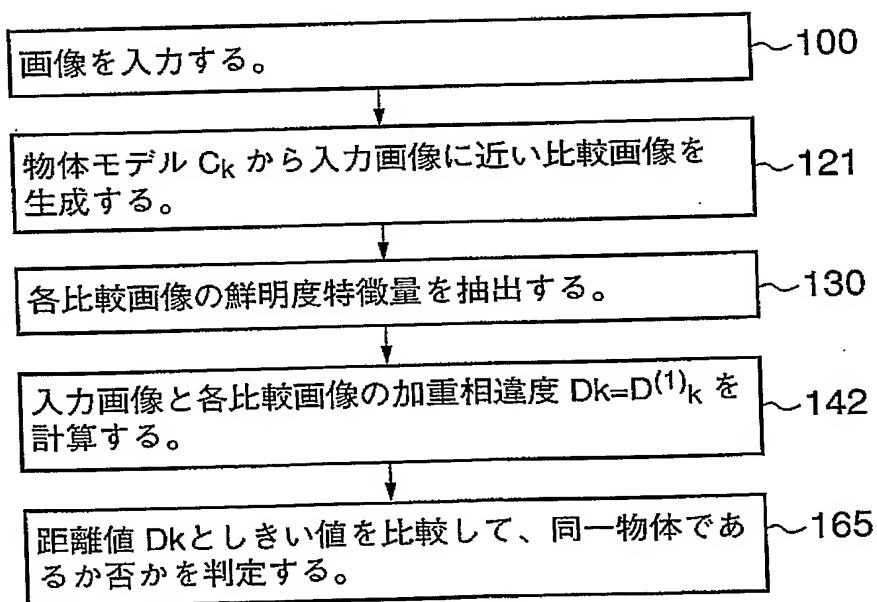 画像を入力する。
100
物体モデル Ck から入力画像に近い比較画像を
生成する。
121
各比較画像の鮮明度特徴量を抽出する。
130
入力画像と各比較画像の加重相違度 Dk=D(1)k を
計算する。
142
距離値 Dkとしきい値を比較して、同一物体であ
るか否かを判定する。
165